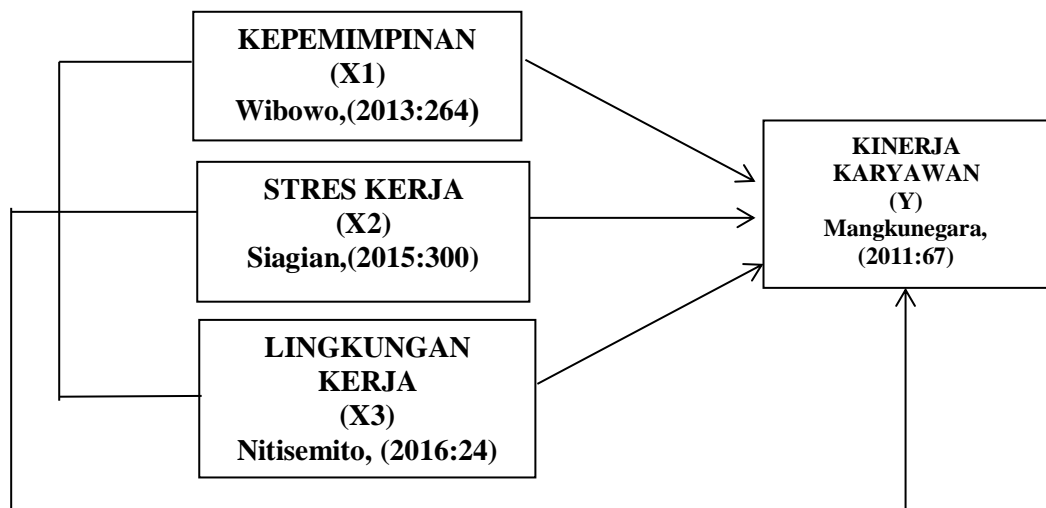 KEPEMIMPINAN
(X1)
Wibowo,(2013:264)
STRES KERJA
(X2)
Siagian,(2015:300)
LINGKUNGAN
KERJA
(X3)
Nitisemito, (2016:24)
KINERJA
KARYAWAN
(Y)
Mangkunegara,
(2011:67)